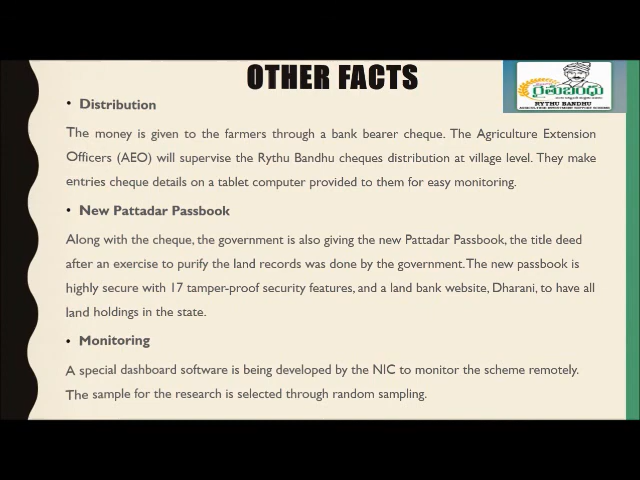 OTHER FACTS
రైతుబంధు
RYTHU BANDHU
AGRICULTURE INVESTMENT SUPPORT SCHEME
• Distribution
The money is given to the farmers through a bank bearer cheque. The Agriculture Extension
Officers (AEO) will supervise the Rythu Bandhu cheques distribution at village level. They make
entries cheque details on a tablet computer provided to them for easy monitoring.
• New Pattadar Passbook
Along with the cheque, the government is also giving the new Pattadar Passbook, the title deed
after an exercise to purify the land records was done by the government. The new passbook is
highly secure with 17 tamper-proof security features, and a land bank website, Dharani, to have all
land holdings in the state.
• Monitoring
A special dashboard software is being developed by the NIC to monitor the scheme remotely.
The sample for the research is selected through random sampling.